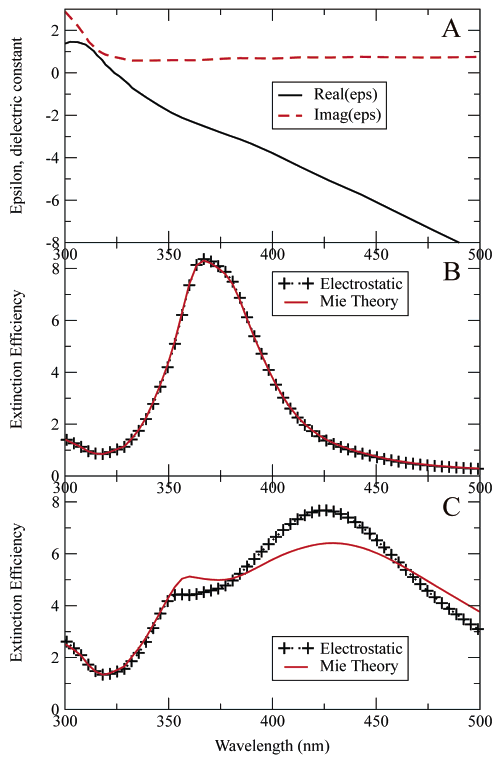 A
2
0
-2
-4
-6
-8
Epsilon, dielectric constant
Real(eps)
Imag(eps)
300 350 400 450 500
B
8
6
4
2
0
Extinction Efficiency
Electrostatic
Mie Theory
300 350 400 450 500
C
8
6
4
2
0
Extinction Efficiency
Electrostatic
Mie Theory
300 350 400 450 500
Wavelength (nm)